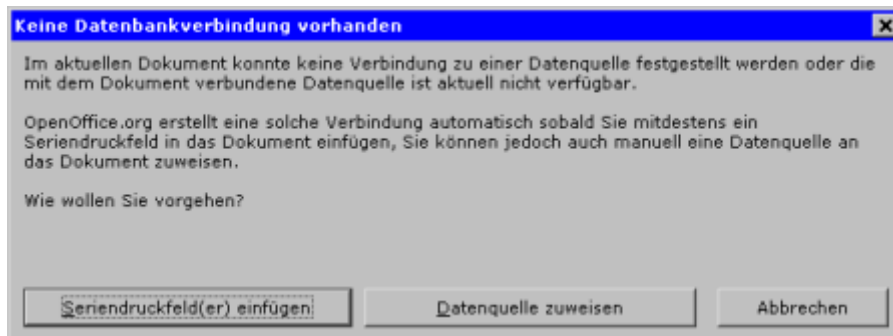 Keine Datenbankverbindung vorhanden
Im aktuellen Dokument konnte keine Verbindung zu einer Datenquelle festgestellt werden oder die
mit dem Dokument verbundene Datenquelle ist aktuell nicht verfügbar.
OpenOffice.org erstellt eine solche Verbindung automatisch sobald Sie mitdestens ein
Seriendruckfeld in das Dokument einfügen, Sie können jedoch auch manuell eine Datenquelle an
das Dokument zuweisen.
Wie wollen Sie vorgehen?
Seriendruckfeld(er) einfügen
Datenquelle zuweisen
Abbrechen